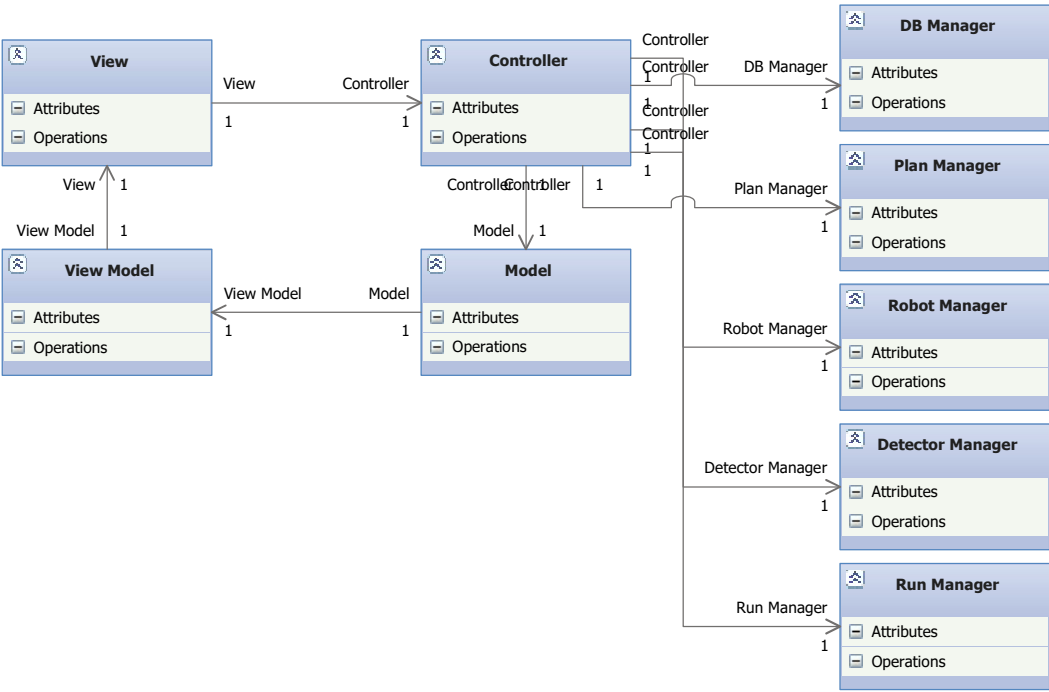 DB Manager
Attributes
Operations
View
Attributes
Operations
View
1
Controller
1
Controller
Attributes
Operations
Controller
1
Controller
1
Controller
1
Controller
1
DB Manager
1
Plan Manager
Attributes
Operations
View
1
View Model
1
Controller
1
Controller
1
Model
1
Plan Manager
1
View Model
Attributes
Operations
View Model
1
Model
1
Model
Attributes
Operations
Robot Manager
Attributes
Operations
Robot Manager
1
Detector Manager
Attributes
Operations
Detector Manager
1
Run Manager
Attributes
Operations
Run Manager
1